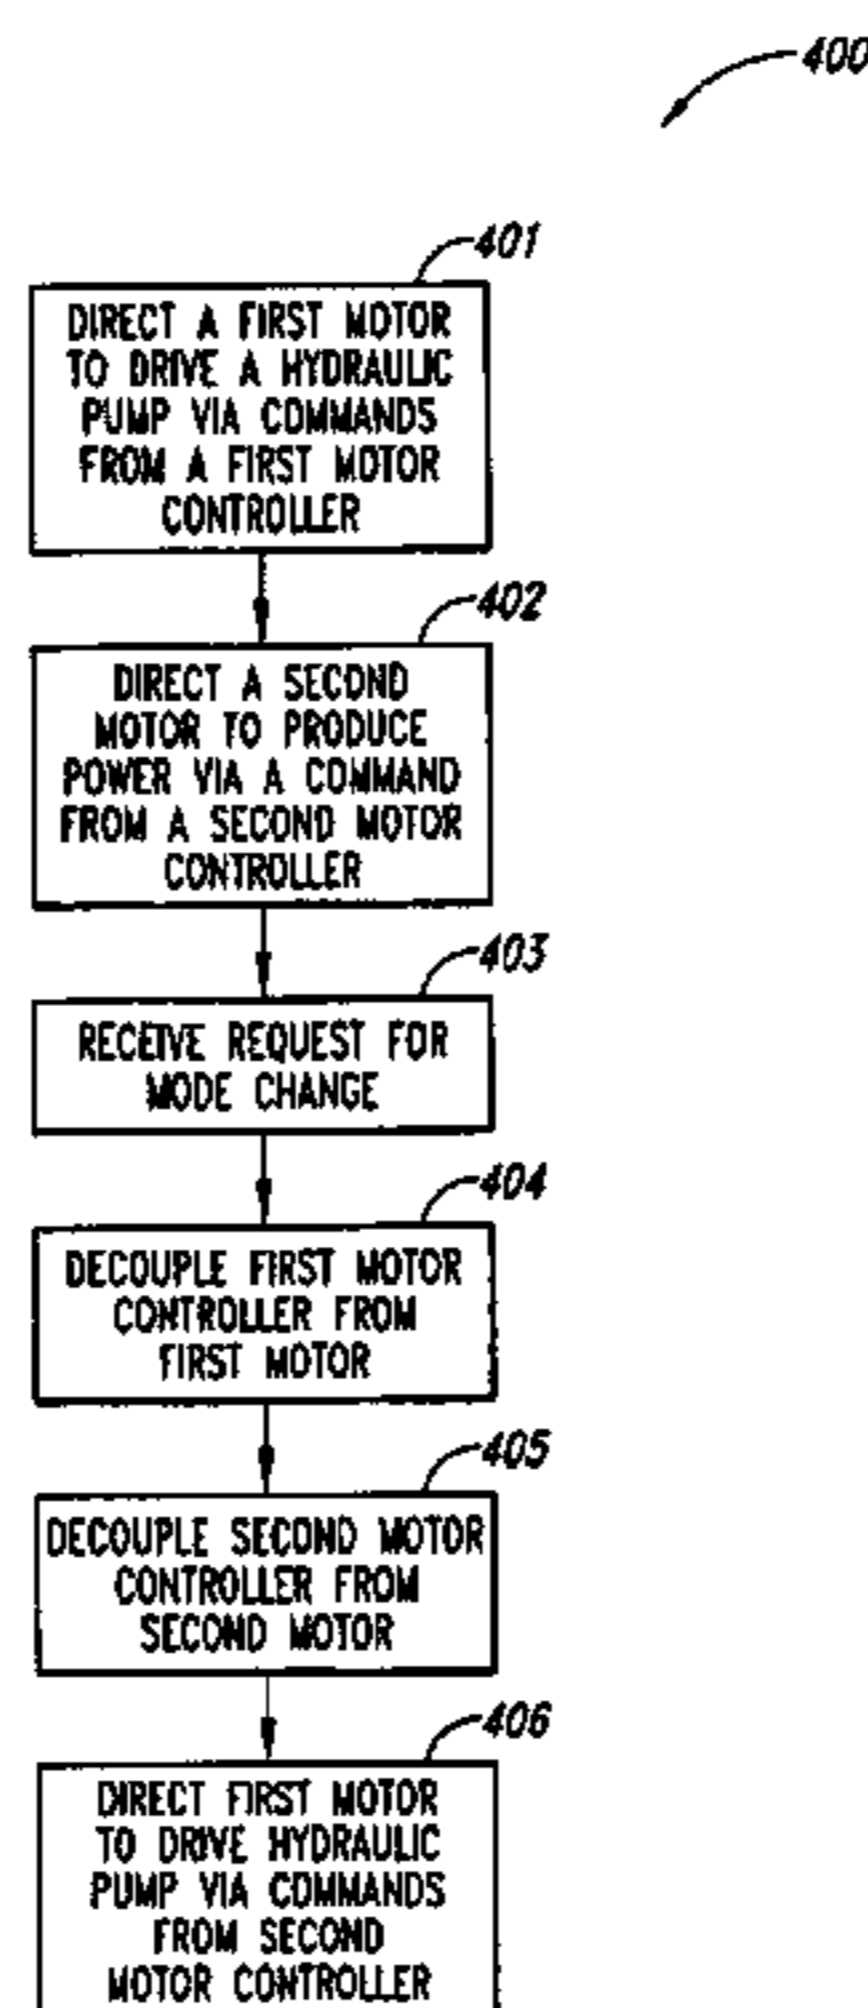 400
401
DIRECT A FIRST MOTOR
TO DRIVE A HYDRAULIC
PUMP VIA COMMANDS
FROM A FIRST MOTOR
CONTROLLER
402
DIRECT A SECOND
MOTOR TO PRODUCE
POWER VIA A COMMAND
FROM A SECOND MOTOR
CONTROLLER
403
RECEIVE REQUEST FOR
MODE CHANGE
404
DECOUPLE FIRST MOTOR
CONTROLLER FROM
FIRST MOTOR
405
DECOUPLE SECOND MOTOR
CONTROLLER FROM
SECOND MOTOR
406
DIRECT FIRST MOTOR
TO DRIVE HYDRAULIC
PUMP VIA COMMANDS
FROM SECOND
MOTOR CONTROLLER